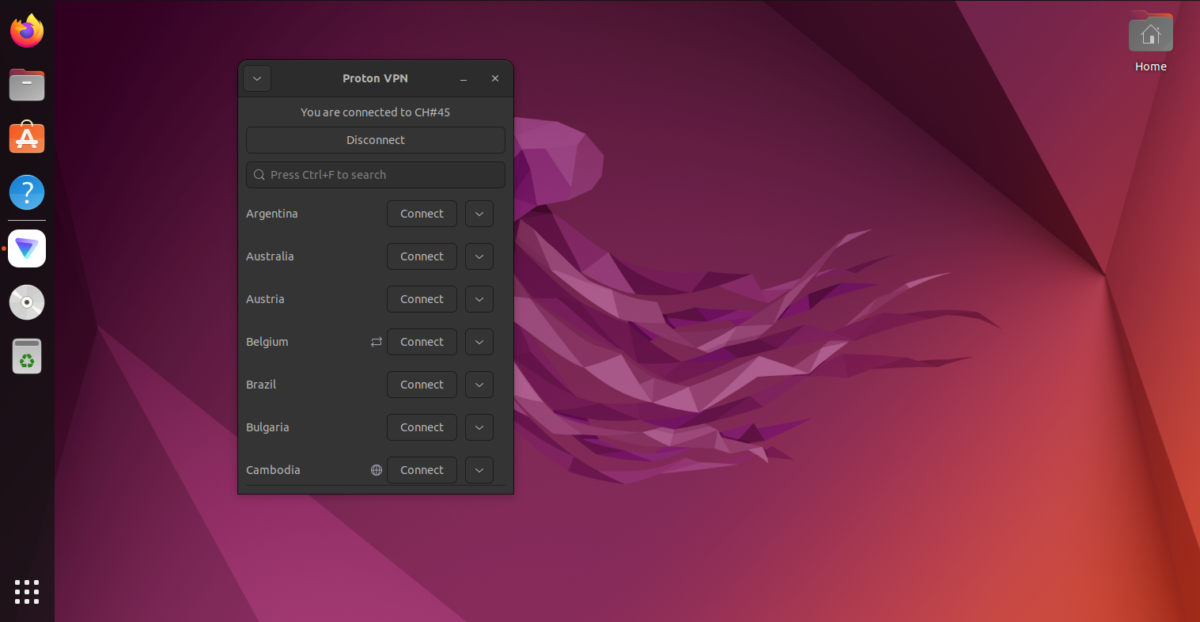 Proton VPN
You are connected to CH#45
Disconnect
Press Ctrl+F to search
Argentina Connect
Australia Connect
Austria Connect
Belgium Connect
Brazil Connect
Bulgaria Connect
Cambodia Connect
Home